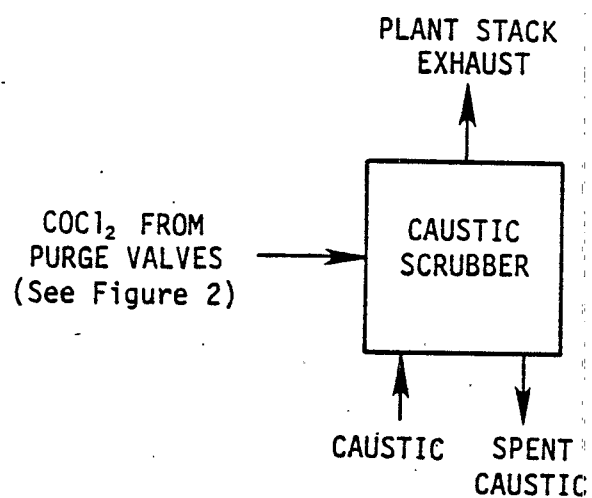 PLANT STACK
EXHAUST
COCl₂ FROM
PURGE VALVES
(See Figure 2)
CAUSTIC
SCRUBBER
CAUSTIC
SPENT
CAUSTIC